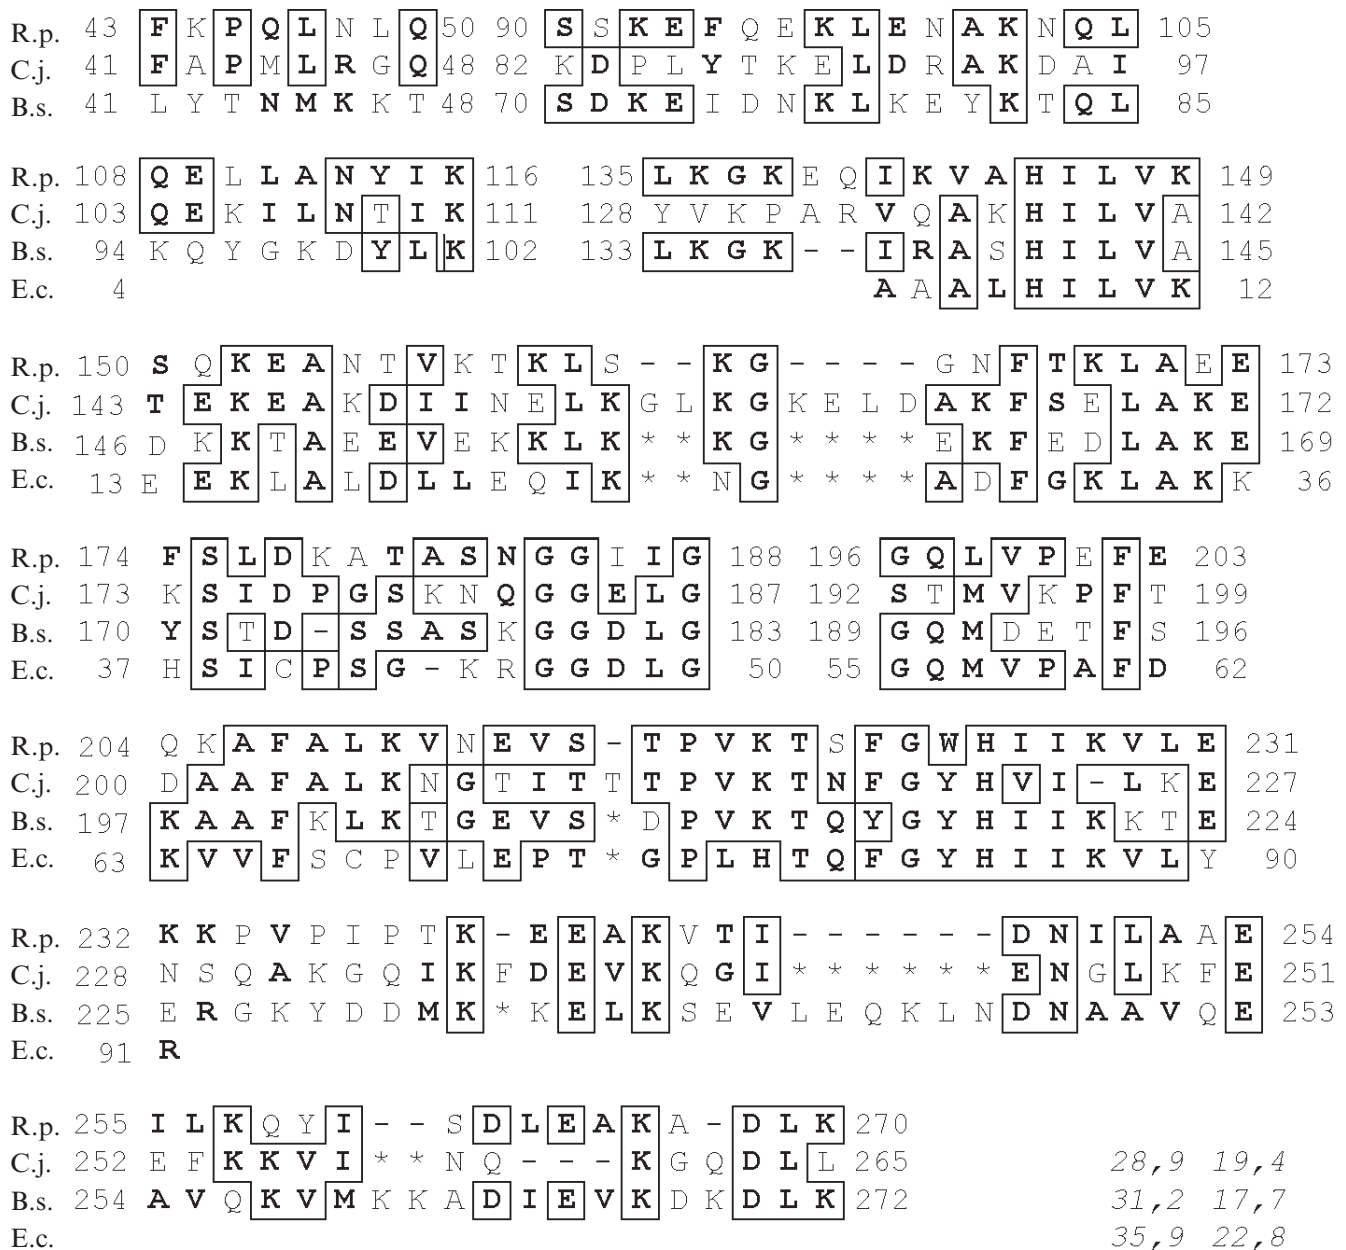 R.p. 43 F K P Q L N L Q 50 90 S S K E F Q E K L E N A K N Q L 105
C.j. 41 F A P M L R G Q 48 82 K D P L Y T K E L D R A K D A I 97
B.s. 41 L Y T N M K K T 48 70 S D K E I D N K L K E Y K T Q L 85
R.p. 108 Q E L L A N Y I K 116 135 L K G K E Q I K V A H I L V K 149
C.j. 103 Q E K I L N T I K 111 128 Y V K P A R V Q A K H I L V A 142
B.s. 94 K Q Y G K D Y L K 102 133 L K G K - - I R A S H I L V A 145
E.c. 4 A A A L H I L V K 12
R.p. 150 S Q K E A N T V K T K L S - - K G - - - - G N F T K L A E E 173
C.j. 143 T E K E A K D I I N E L K G L K G K E L D A K F S E L A K E 172
B.s. 146 D K K T A E E V E K K L K * * K G * * * * E K F E D L A K E 169
E.c. 13 E E K L A L D L L E Q I K * * N G * * * * A D F G K L A K K 36
R.p. 174 F S L D K A T A S N G G I I G 188 196 G Q L V P E F E 203
C.j. 173 K S I D P G S K N Q G G E L G 187 192 S T M V K P F T 199
B.s. 170 Y S T D - S S A S K G G D L G 183 189 G Q M D E T F S 196
E.c. 37 H S I C P S G - K R G G D L G 50 55 G Q M V P A F D 62
R.p. 204 Q K A F A L K V N E V S - T P V K T S F G W H I I K V L E 231
C.j. 200 D A A F A L K N G T I T T T P V K T N F G Y H V I - L K E 227
B.s. 197 K A A F K L K T G E V S * D P V K T Q Y G Y H I I K K T E 224
E.c. 63 K V V F S C P V L E P T * G P L H T Q F G Y H I I K V L Y 90
R.p. 232 K K P V P I P T K - E E A K V T I - - - - - - D N I L A A E 254
C.j. 228 N S Q A K G Q I K F D E V K Q G I * * * * * * E N G L K F E 251
B.s. 225 E R G K Y D D M K * K E L K S E V L E Q K L N D N A A V Q E 253
E.c. 91 R
R.p. 255 I L K Q Y I - - S D L E A K A - D L K 270
C.j. 252 E F K K V I * * N Q - - - K G Q D L L 265 28,9 19,4
B.s. 254 A V Q K V M K K A D I E V K D K D L K 272 31,2 17,7
E.c. 35,9 22,8